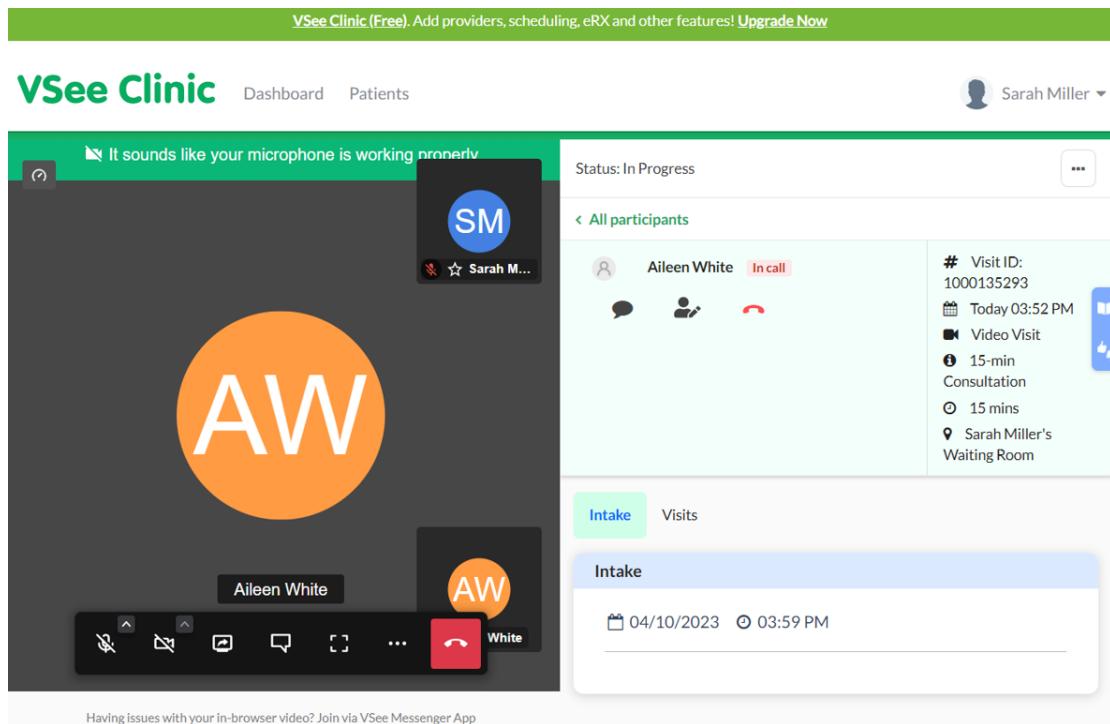 VSee Clinic (Free). Add providers, scheduling, eRX and other features! Upgrade Now
VSee Clinic
Dashboard
Patients
Sarah Miller
It sounds like your microphone is working properly
SM
Sarah M...
AW
Aileen White
AW
White
Having issues with your in-browser video? Join via VSee Messenger App
Status: In Progress
All participants
Aileen White
In call
# Visit ID:
1000135293
Today 03:52 PM
Video Visit
15-min
Consultation
15 mins
Sarah Miller's
Waiting Room
Intake
Visits
Intake
04/10/2023 03:59 PM